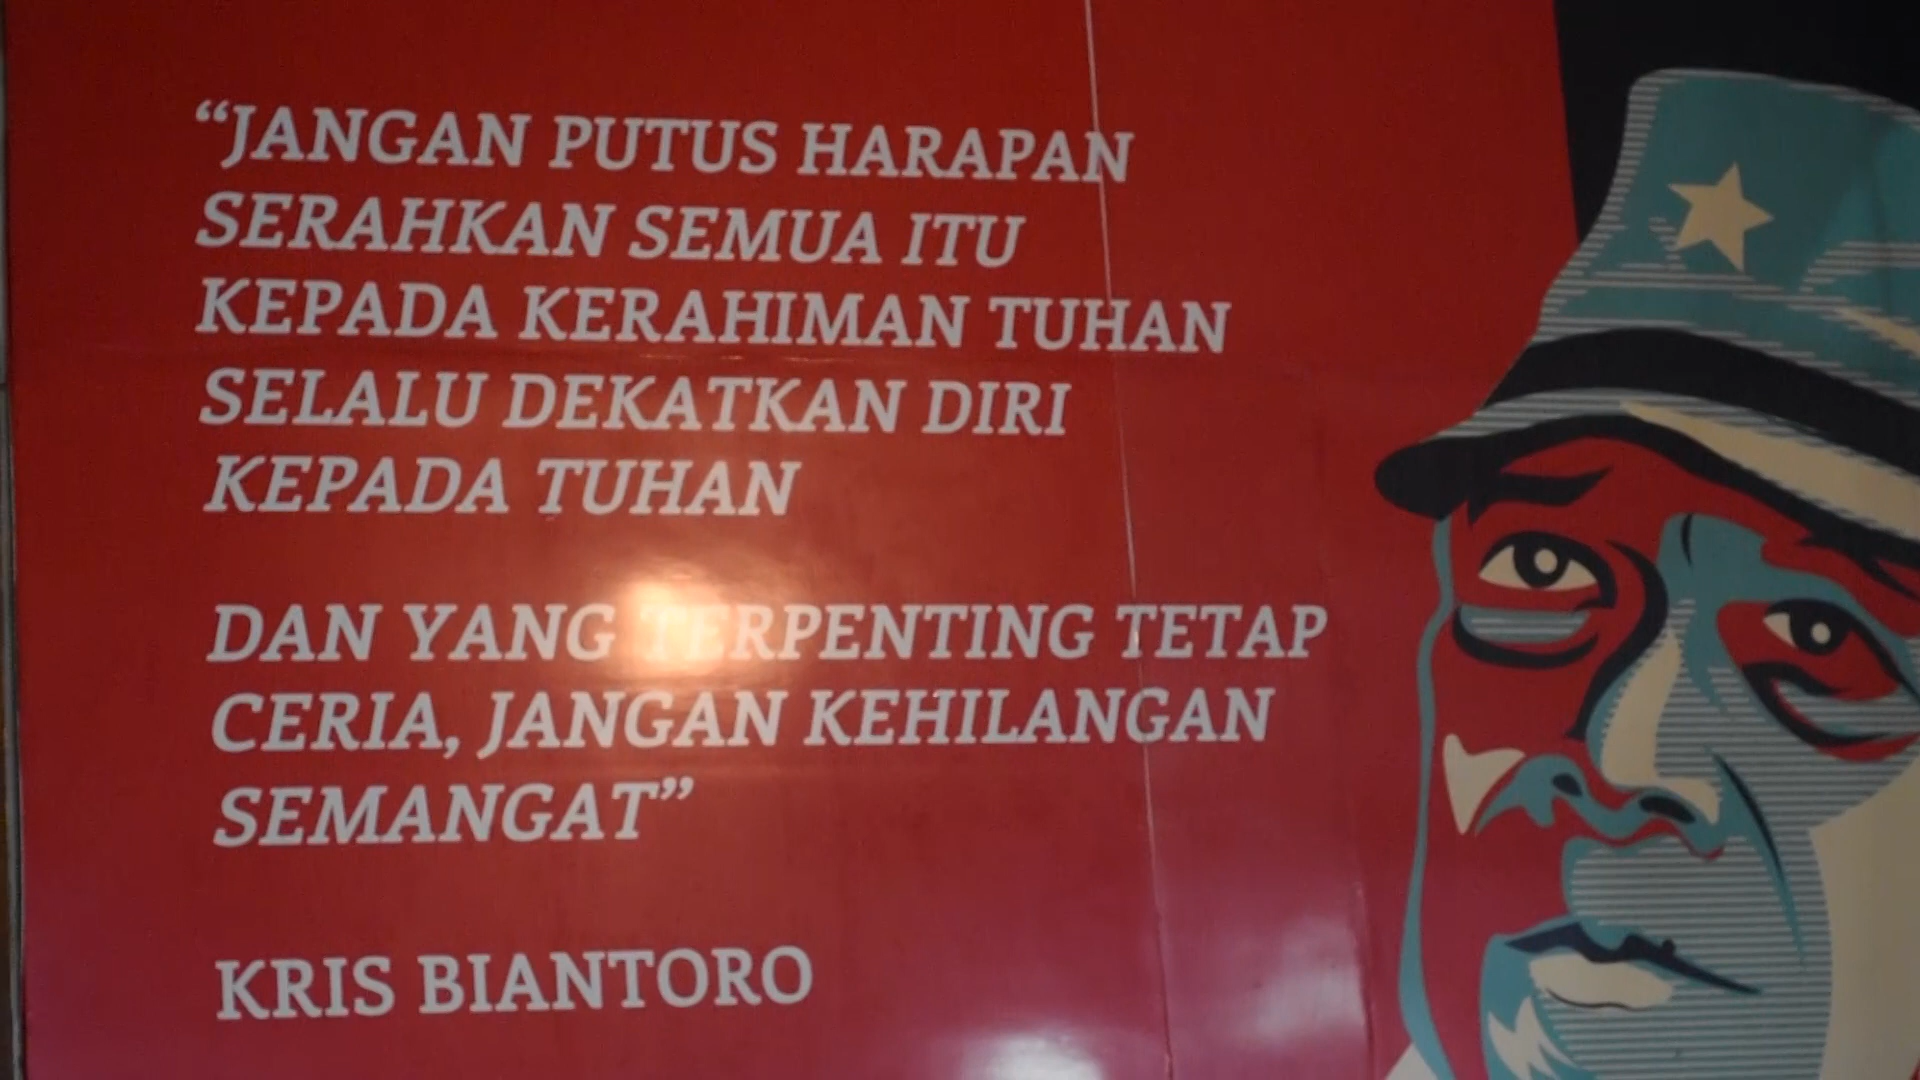 “JANGAN PUTUS HARAPAN
SERAHKAN SEMUA ITU
KEPADA KERAHIMAN TUHAN
SELALU DEKATKAN DIRI
KEPADA TUHAN
DAN YANG TERPENTING TETAP
CERIA, JANGAN KEHILANGAN
SEMANGAT”
KRIS BIANTORO